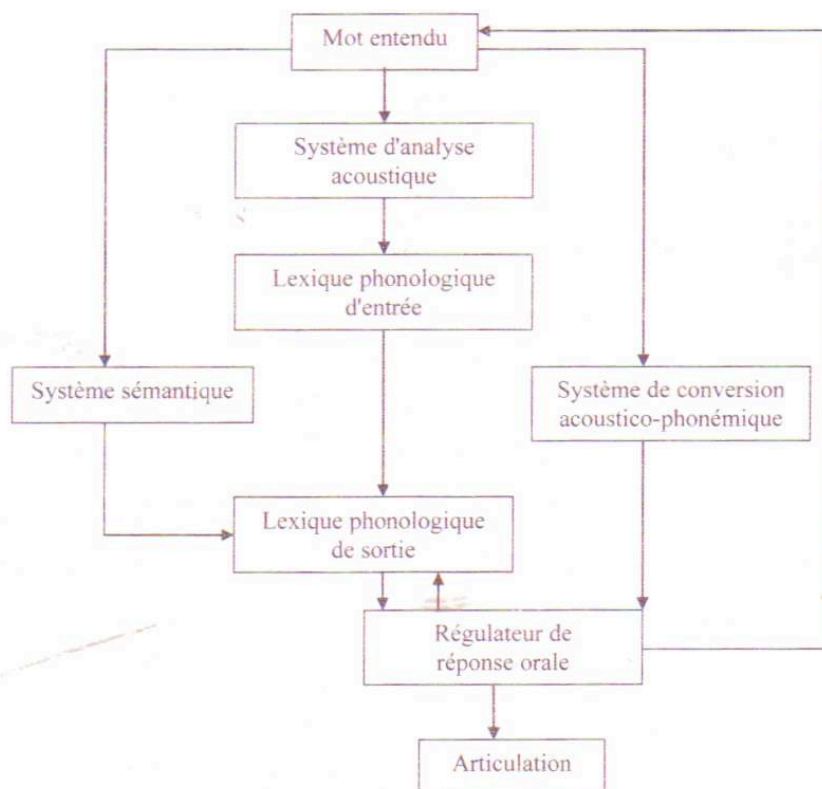 Mot entendu
Système d'analyse
acoustique
Lexique phonologique
d'entrée
Système sémantique
Système de conversion
acoustico-phonémique
Lexique phonologique
de sortie
Régulateur de
réponse orale
Articulation